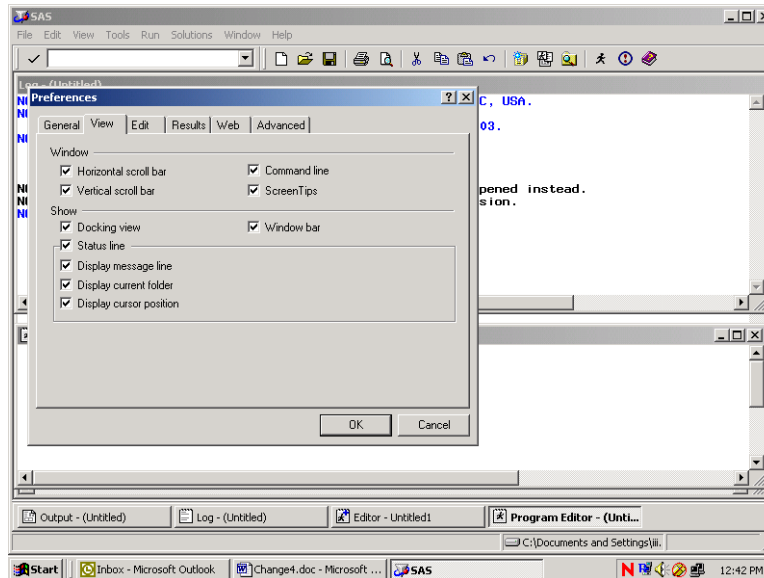 SAS
File Edit View Tools Run Solutions Window Help
Log - (Untitled)
Preferences
C, USA.
General View Edit Results Web Advanced
03.
Window
Horizontal scroll bar Command line
Vertical scroll bar ScreenTips
pened instead.
sion.
Show
Docking view Window bar
Status line
Display message line
Display current folder
Display cursor position
OK Cancel
Output - (Untitled) Log - (Untitled) Editor - Untitled1 Program Editor - (Unti...
C:\Documents and Settings\iii.
Start Inbox - Microsoft Outlook Change4.doc - Microsoft ... SAS N 12:42 PM